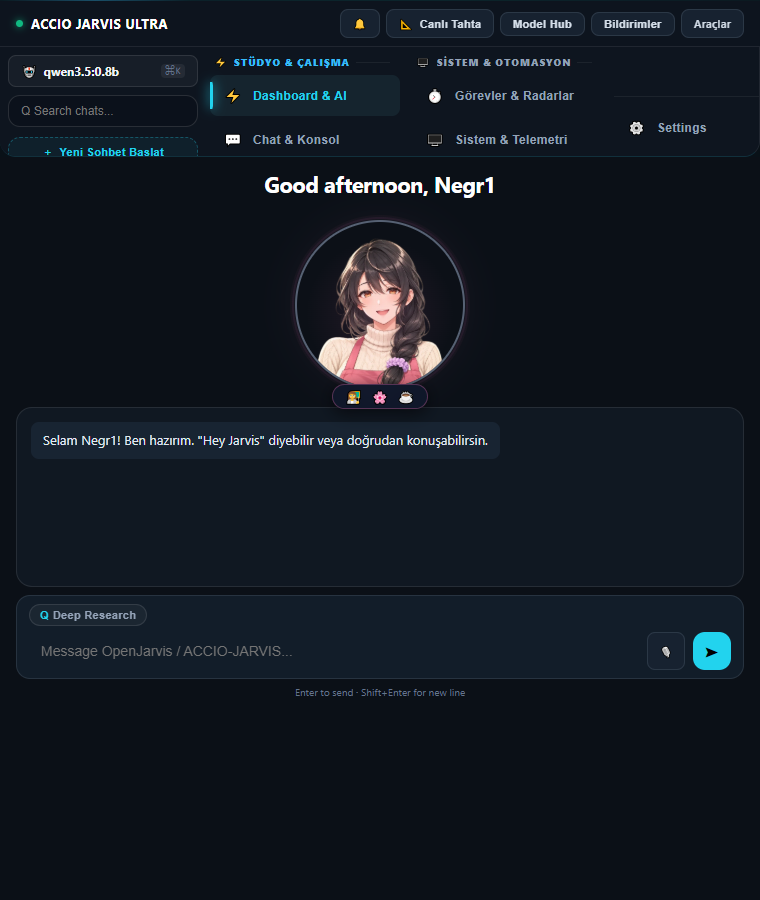 ACCIO JARVIS ULTRA
Canlı Tahta
Model Hub
Bildirimler
Araçlar
qwen3.5:0.8b
⌘K
Search chats...
+ Yeni Sohbet Başlat
STÜDYO & ÇALIŞMA
Dashboard & AI
Chat & Konsol
SİSTEM & OTOMASYON
Görevler & Radarlar
Sistem & Telemetri
Settings
Good afternoon, Negr1
Selam Negr1! Ben hazırım. "Hey Jarvis" diyebilir veya doğrudan konuşabilirsin.
Deep Research
Message OpenJarvis / ACCIO-JARVIS...
Enter to send · Shift+Enter for new line